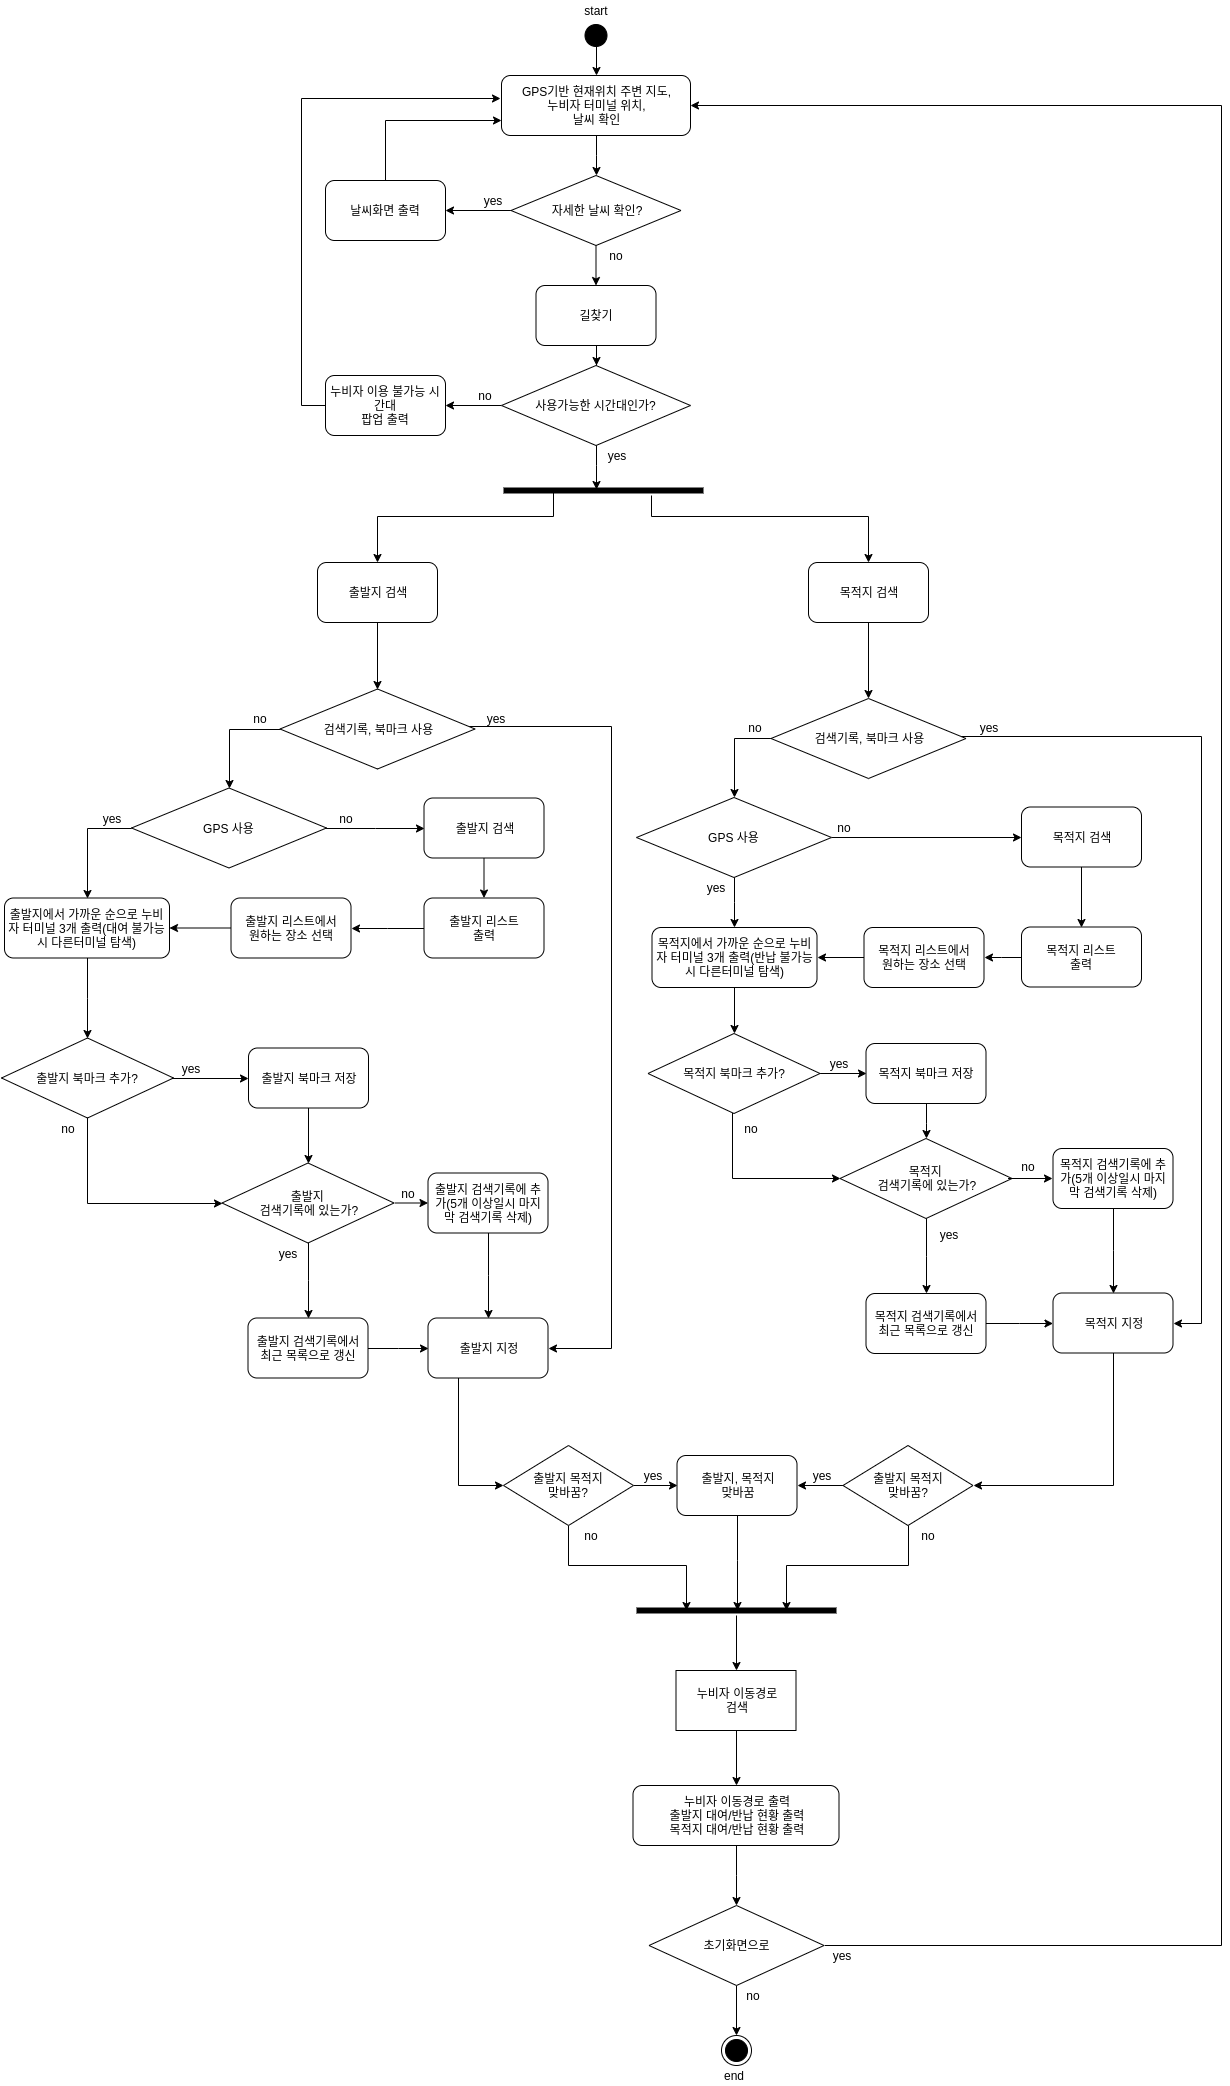 start
GPS기반 현재위치 주변 지도,
누비자 터미널 위치,
날씨 확인
날씨화면 출력
yes
자세한 날씨 확인?
no
길찾기
누비자 이용 불가능 시
간대
팝업 출력
no
사용가능한 시간대인가?
yes
출발지 검색
목적지 검색
no
검색기록, 북마크 사용
yes
no
검색기록, 북마크 사용
yes
yes
GPS 사용
no
출발지 검색
GPS 사용
no
목적지 검색
yes
출발지에서 가까운 순으로 누비
자 터미널 3개 출력(대여 불가능
시 다른터미널 탐색)
출발지 리스트에서
원하는 장소 선택
출발지 리스트
출력
목적지에서 가까운 순으로 누비
자 터미널 3개 출력(반납 불가능
시 다른터미널 탐색)
목적지 리스트에서
원하는 장소 선택
목적지 리스트
출력
출발지 북마크 추가?
yes
출발지 북마크 저장
no
목적지 북마크 추가?
yes
목적지 북마크 저장
no
출발지
검색기록에 있는가?
no
출발지 검색기록에 추
가(5개 이상일시 마지
막 검색기록 삭제)
yes
목적지
검색기록에 있는가?
no
목적지 검색기록에 추
가(5개 이상일시 마지
막 검색기록 삭제)
yes
출발지 검색기록에서
최근 목록으로 갱신
출발지 지정
목적지 검색기록에서
최근 목록으로 갱신
목적지 지정
출발지 목적지
맞바꿈?
yes
출발지, 목적지
맞바꿈
yes
출발지 목적지
맞바꿈?
no
no
누비자 이동경로
검색
누비자 이동경로 출력
출발지 대여/반납 현황 출력
목적지 대여/반납 현황 출력
초기화면으로
yes
no
end